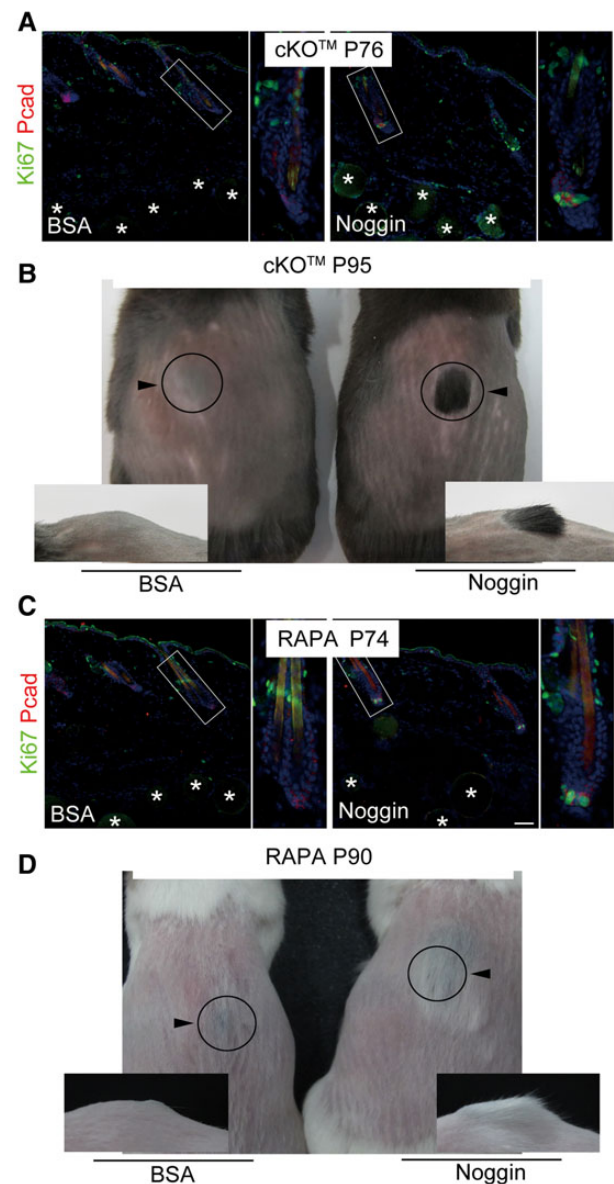 A
cKO™ P76
Ki67 Pcad
BSA
Noggin
* * * * *
* * * * *
B
cKO™ P95
BSA
Noggin
C
RAPA P74
Ki67 Pcad
BSA
Noggin
* * * *
* * *
D
RAPA P90
BSA
Noggin